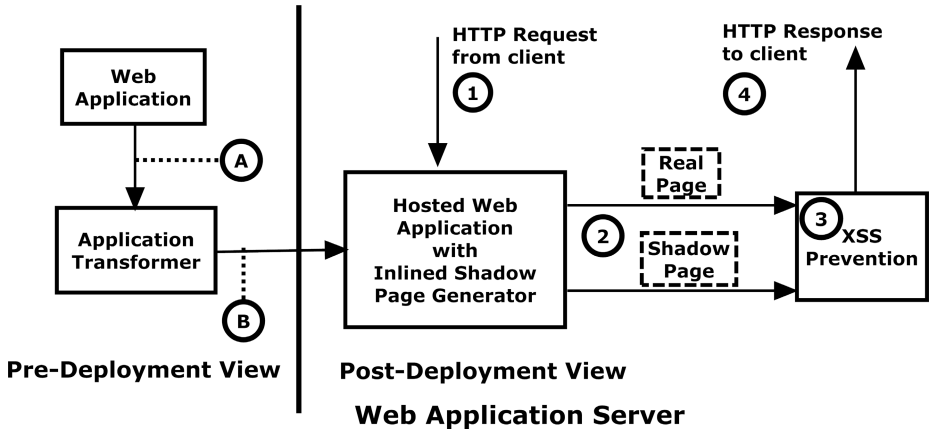 Web
Application
A
Application
Transformer
B
Pre-Deployment View
HTTP Request
from client
1
HTTP Response
to client
4
Hosted Web
Application
with
Inlined Shadow
Page Generator
Real
Page
2
Shadow
Page
3
XSS
Prevention
Post-Deployment View
Web Application Server